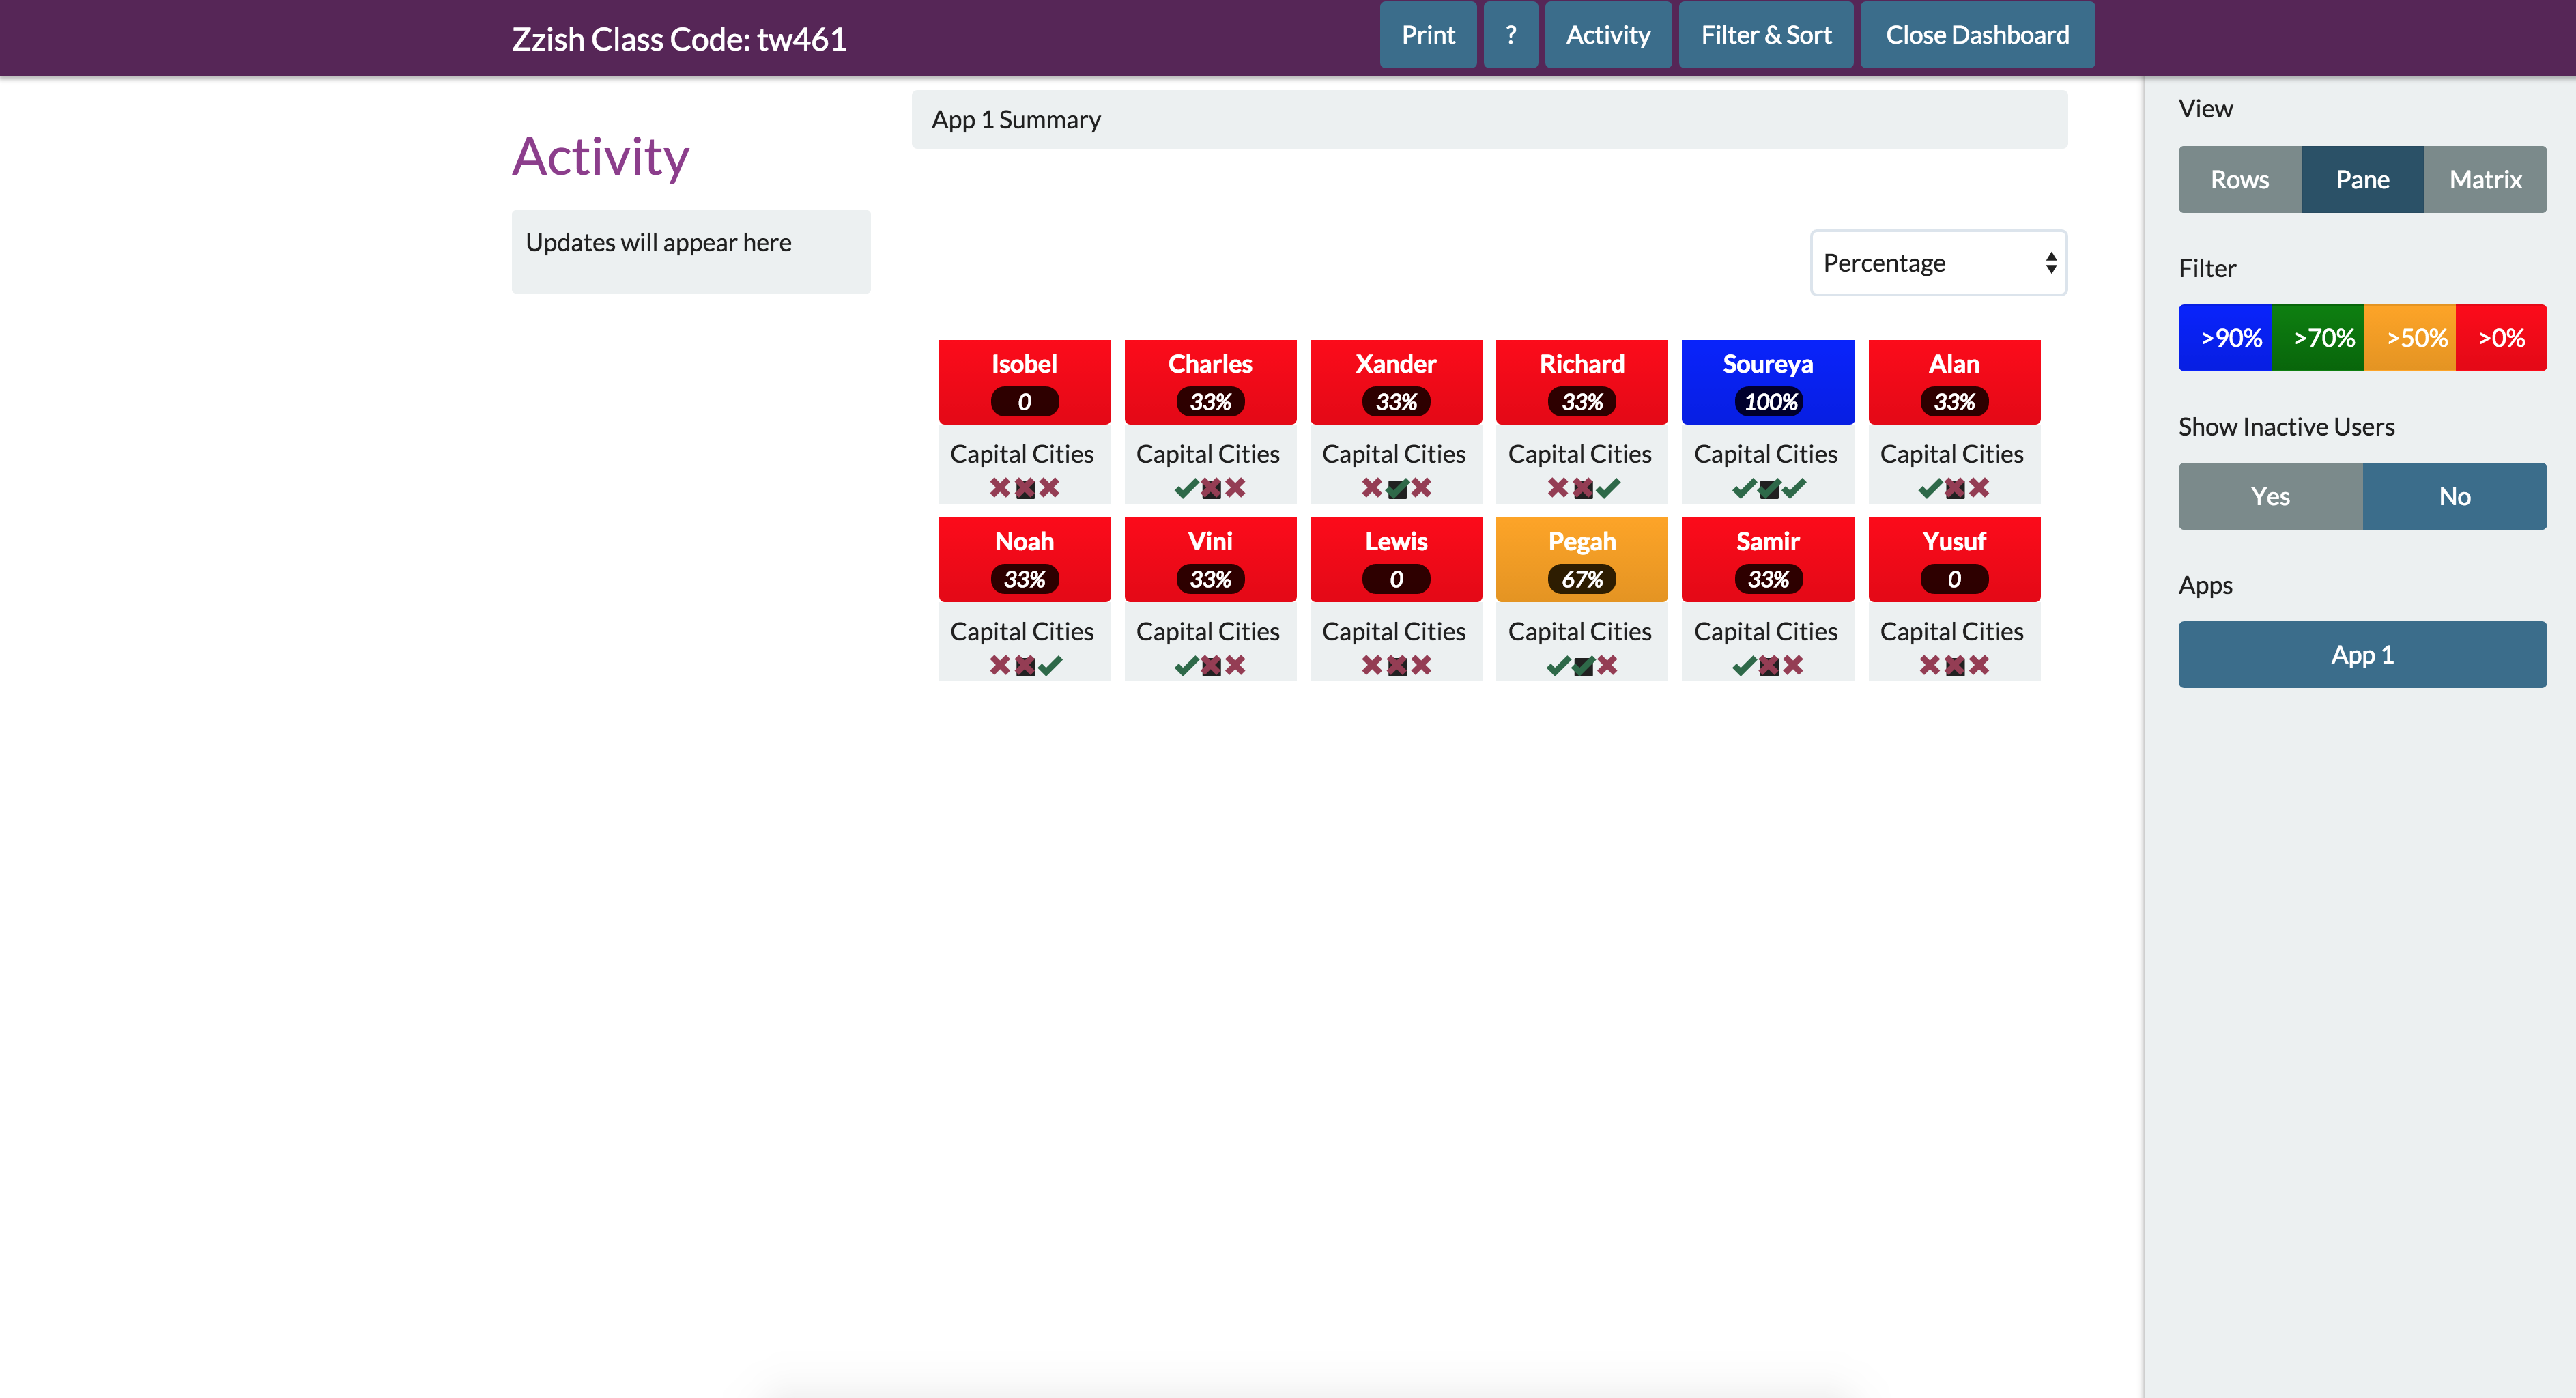 Zzish Class Code: tw461
Print
?
Activity
Filter & Sort
Close Dashboard
Activity
Updates will appear here
App 1 Summary
Percentage
Isobel
0
Capital Cities
Charles
33%
Capital Cities
Xander
33%
Capital Cities
Richard
33%
Capital Cities
Soureya
100%
Capital Cities
Alan
33%
Capital Cities
Noah
33%
Capital Cities
Vini
33%
Capital Cities
Lewis
0
Capital Cities
Pegah
67%
Capital Cities
Samir
33%
Capital Cities
Yusuf
0
Capital Cities
View
Rows
Pane
Matrix
Filter
>90%
>70%
>50%
>0%
Show Inactive Users
Yes
No
Apps
App 1